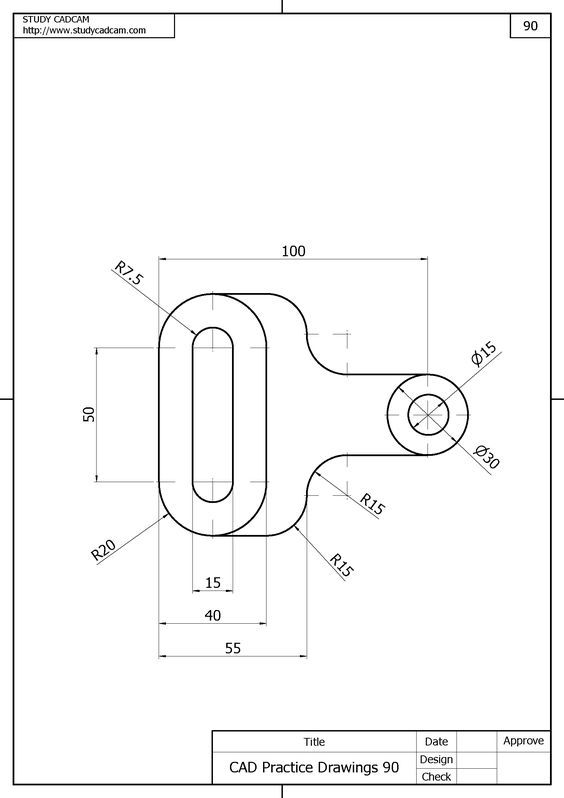 STUDY CADCAM
http://www.studycadcam.com
90
100
R7.5
Ø15
50
Ø30
R15
R20
R15
15
40
55
Title
Date
Approve
CAD Practice Drawings 90
Design
Check